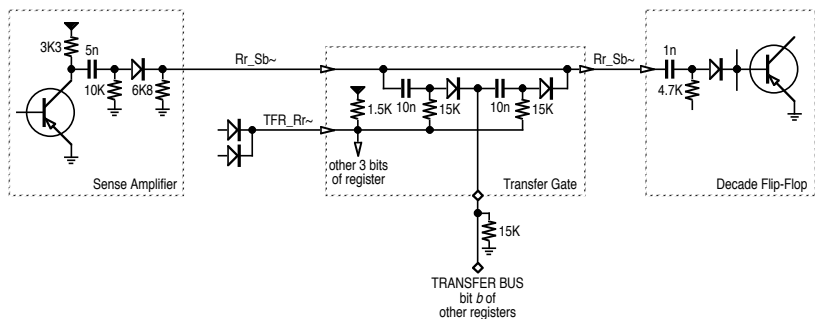 3K3
5n
10K
6K8
Sense Amplifier
Rr_Sb~
TFR_Rr~
1.5K
10n
15K
10n
15K
other 3 bits
of register
Transfer Gate
15K
TRANSFER BUS
bit b of
other registers
Rr_Sb~
1n
4.7K
Decade Flip-Flop